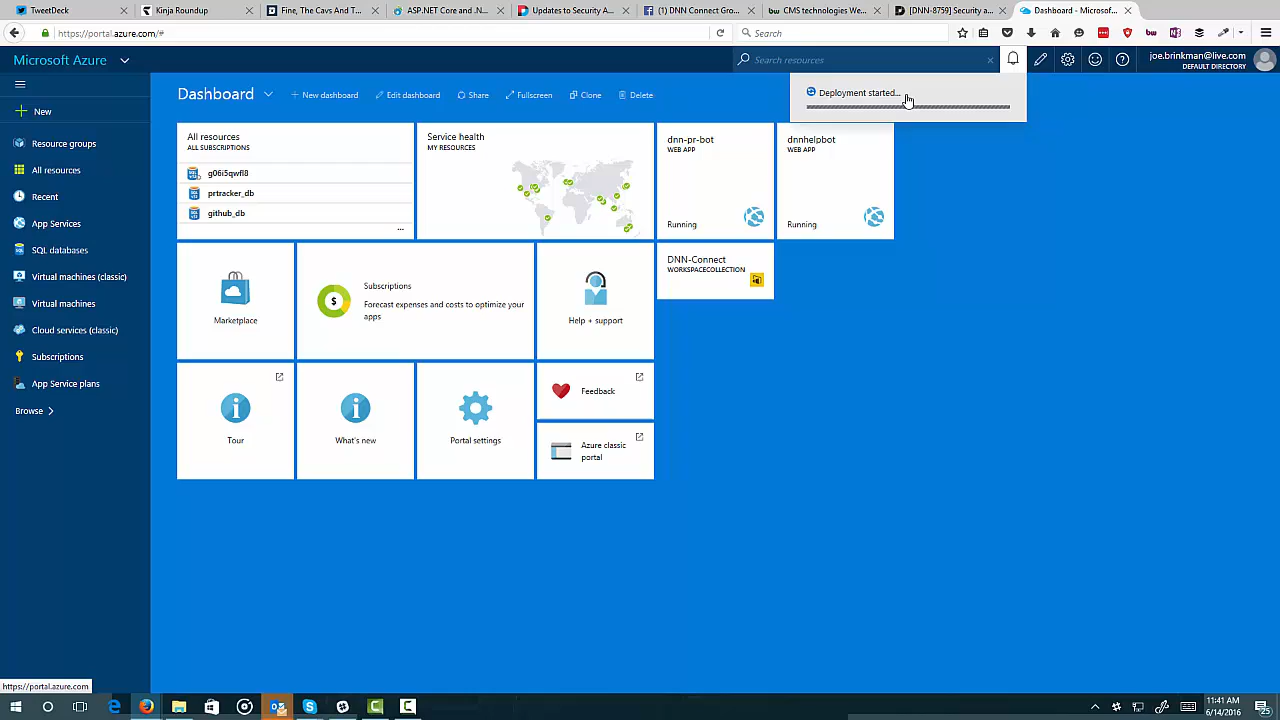 TweetDeck
Kinja Roundup
Fine, The Cavs And T...
ASP.NET Core and .N...
Updates to Security A...
(1) DNN Connect Gro...
CMS technologies We...
[DNN-8759] Security a...
Dashboard - Microsof...
https://portal.azure.com/#
Search
Microsoft Azure
Search resources
joe.brinkman@live.com
DEFAULT DIRECTORY
Deployment started...
New
Resource groups
All resources
Recent
App Services
SQL databases
Virtual machines (classic)
Virtual machines
Cloud services (classic)
Subscriptions
App Service plans
Browse
Dashboard
New dashboard
Edit dashboard
Share
Fullscreen
Clone
Delete
All resources
ALL SUBSCRIPTIONS
g06i5qwfl8
prtracker_db
github_db
...
Service health
MY RESOURCES
dnn-pr-bot
WEB APP
Running
dnnhelpbot
WEB APP
Running
Marketplace
Subscriptions
Forecast expenses and costs to optimize your
apps
Help + support
DNN-Connect
WORKSPACECOLLECTION
Tour
What's new
Portal settings
Feedback
Azure classic
portal
https://portal.azure.com
11:41 AM
6/14/2016
25